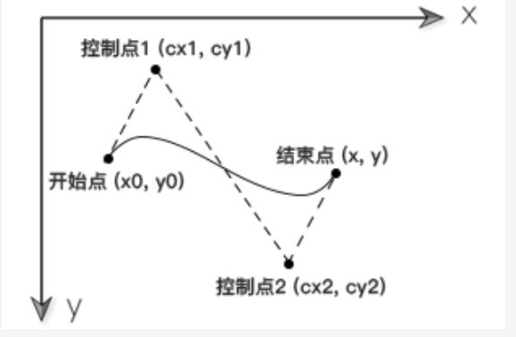 X
控制点1 (cx1, cy1)
结束点 (x, y)
开始点 (x0, y0)
控制点2 (cx2, cy2)
y